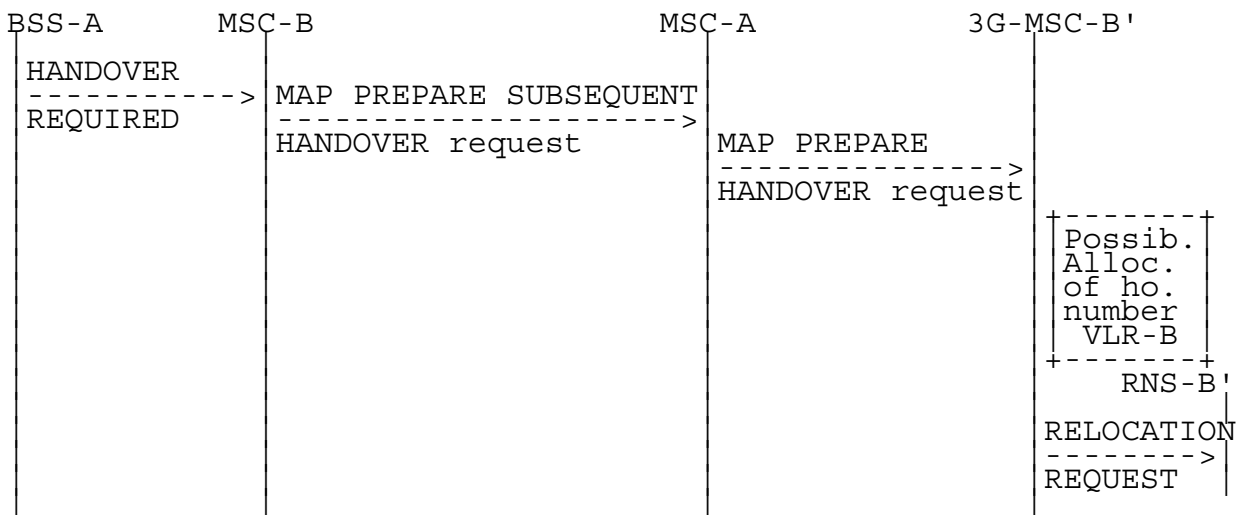 BSS-A MSC-B MSC-A 3G-MSC-B'
HANDOVER
REQUIRED
MAP PREPARE SUBSEQUENT
HANDOVER request
MAP PREPARE
HANDOVER request
Possib.
Alloc.
of ho.
number
VLR-B
RNS-B'
RELOCATION
REQUEST